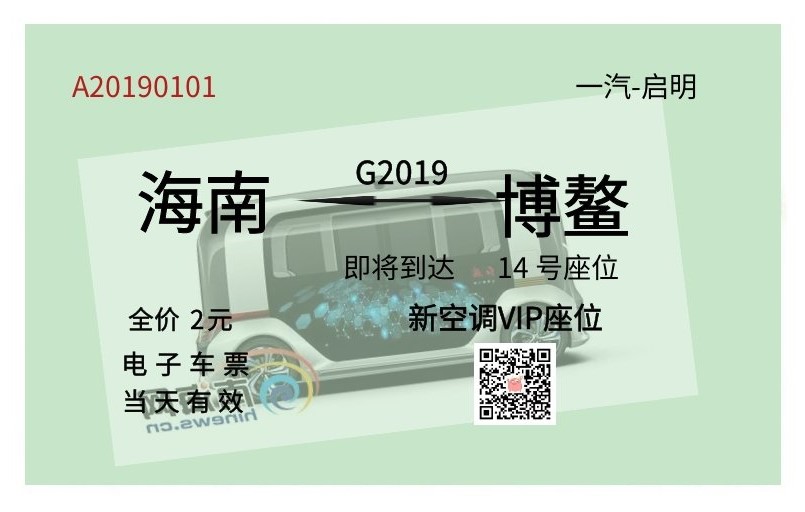 A20190101
一汽-启明
G2019
海南
博鳌
即将到达
14 号座位
全价 2元
新空调VIP座位
电子车票
当天有效
hinews.cn